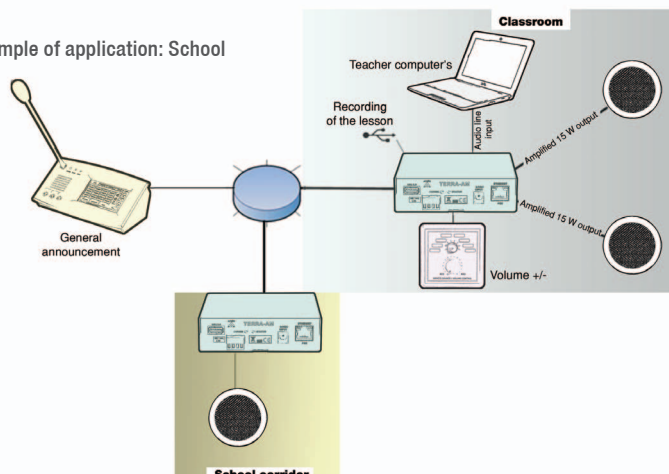 Classroom
mple of application: School
Teacher computer's
Recording
of the lesson
Audio line
input
Amplified 15 W output
TERRA-AM
General
announcement
Amplified 15 W output
Volume +/-
TERRA-AM
School corridor